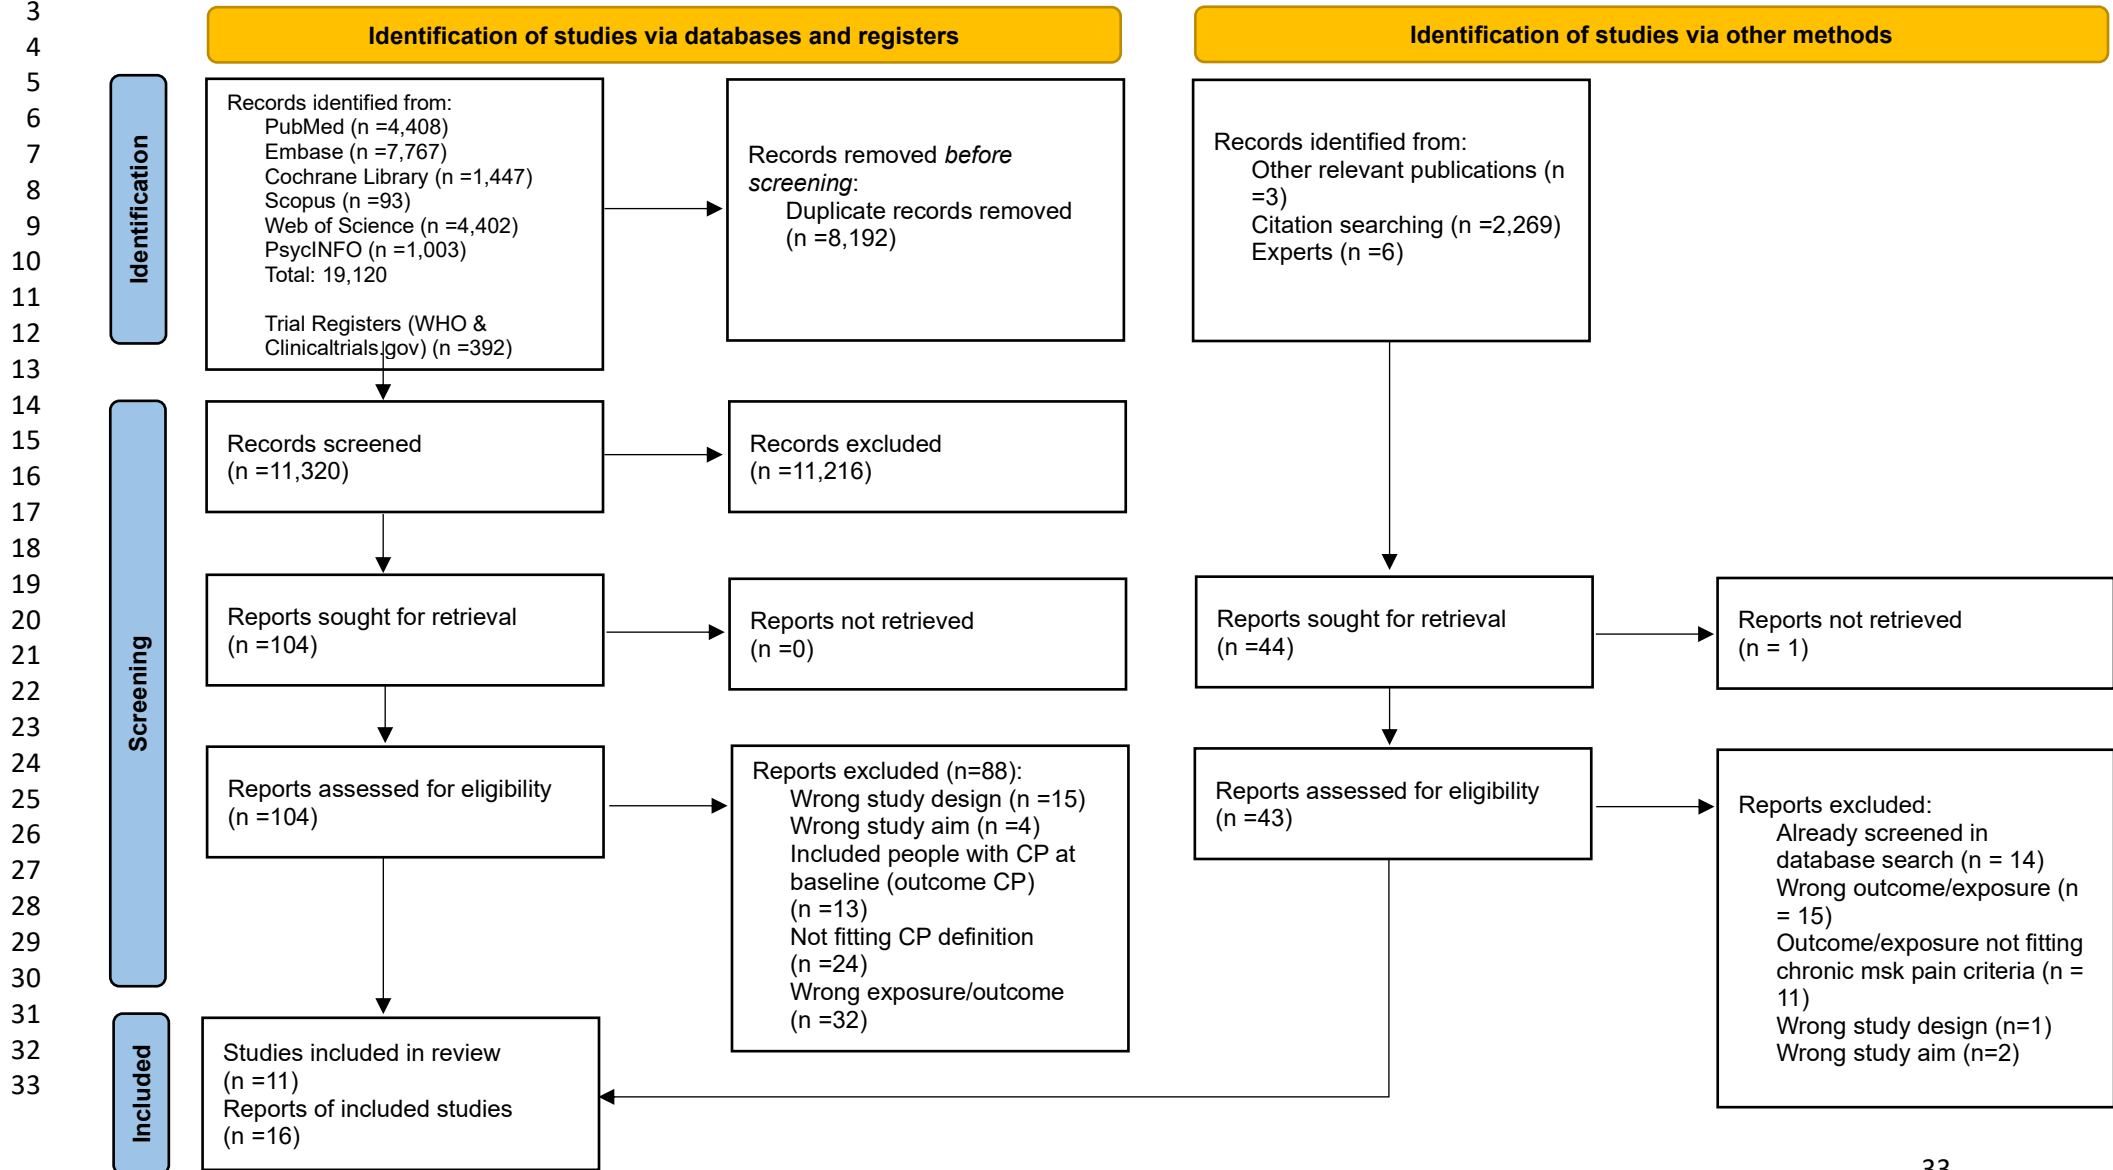 3
4
5
6
7
8
9
10
11
12
13
14
15
16
17
18
19
20
21
22
23
24
25
26
27
28
29
30
31
32
33
Identification of studies via databases and registers
Identification of studies via other methods
Identification
Records identified from:
PubMed (n =4,408)
Embase (n =7,767)
Cochrane Library (n =1,447)
Scopus (n =93)
Web of Science (n =4,402)
PsycINFO (n =1,003)
Total: 19,120
Trial Registers (WHO &
Clinicaltrials.gov) (n =392)
Records removed before
screening:
Duplicate records removed
(n =8,192)
Records identified from:
Other relevant publications (n
=3)
Citation searching (n =2,269)
Experts (n =6)
Screening
Records screened
(n =11,320)
Records excluded
(n =11,216)
Reports sought for retrieval
(n =104)
Reports not retrieved
(n =0)
Reports sought for retrieval
(n =44)
Reports not retrieved
(n = 1)
Reports assessed for eligibility
(n =104)
Reports excluded (n=88):
Wrong study design (n =15)
Wrong study aim (n =4)
Included people with CP at
baseline (outcome CP)
(n =13)
Not fitting CP definition
(n =24)
Wrong exposure/outcome
(n =32)
Reports assessed for eligibility
(n =43)
Reports excluded:
Already screened in
database search (n = 14)
Wrong outcome/exposure (n
= 15)
Outcome/exposure not fitting
chronic msk pain criteria (n =
11)
Wrong study design (n=1)
Wrong study aim (n=2)
Included
Studies included in review
(n =11)
Reports of included studies
(n =16)
33